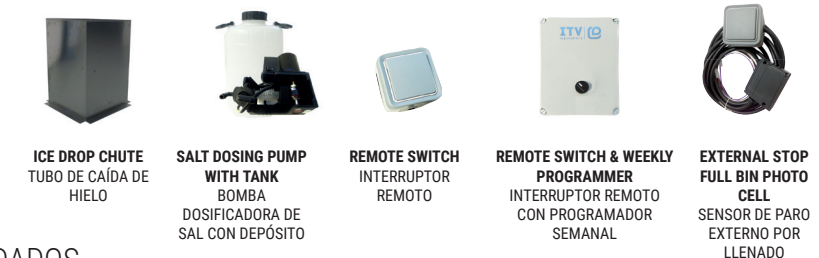 ITV
ICE DROP CHUTE
TUBO DE CAÍDA DE
HIELO
SALT DOSING PUMP
WITH TANK
BOMBA
DOSIFICADORA DE
SAL CON DEPÓSITO
REMOTE SWITCH
INTERRUPTOR
REMOTO
REMOTE SWITCH & WEEKLY
PROGRAMMER
INTERRUPTOR REMOTO
CON PROGRAMADOR
SEMANAL
EXTERNAL STOP
FULL BIN PHOTO
CELL
SENSOR DE PARO
EXTERNO POR
LLENADO